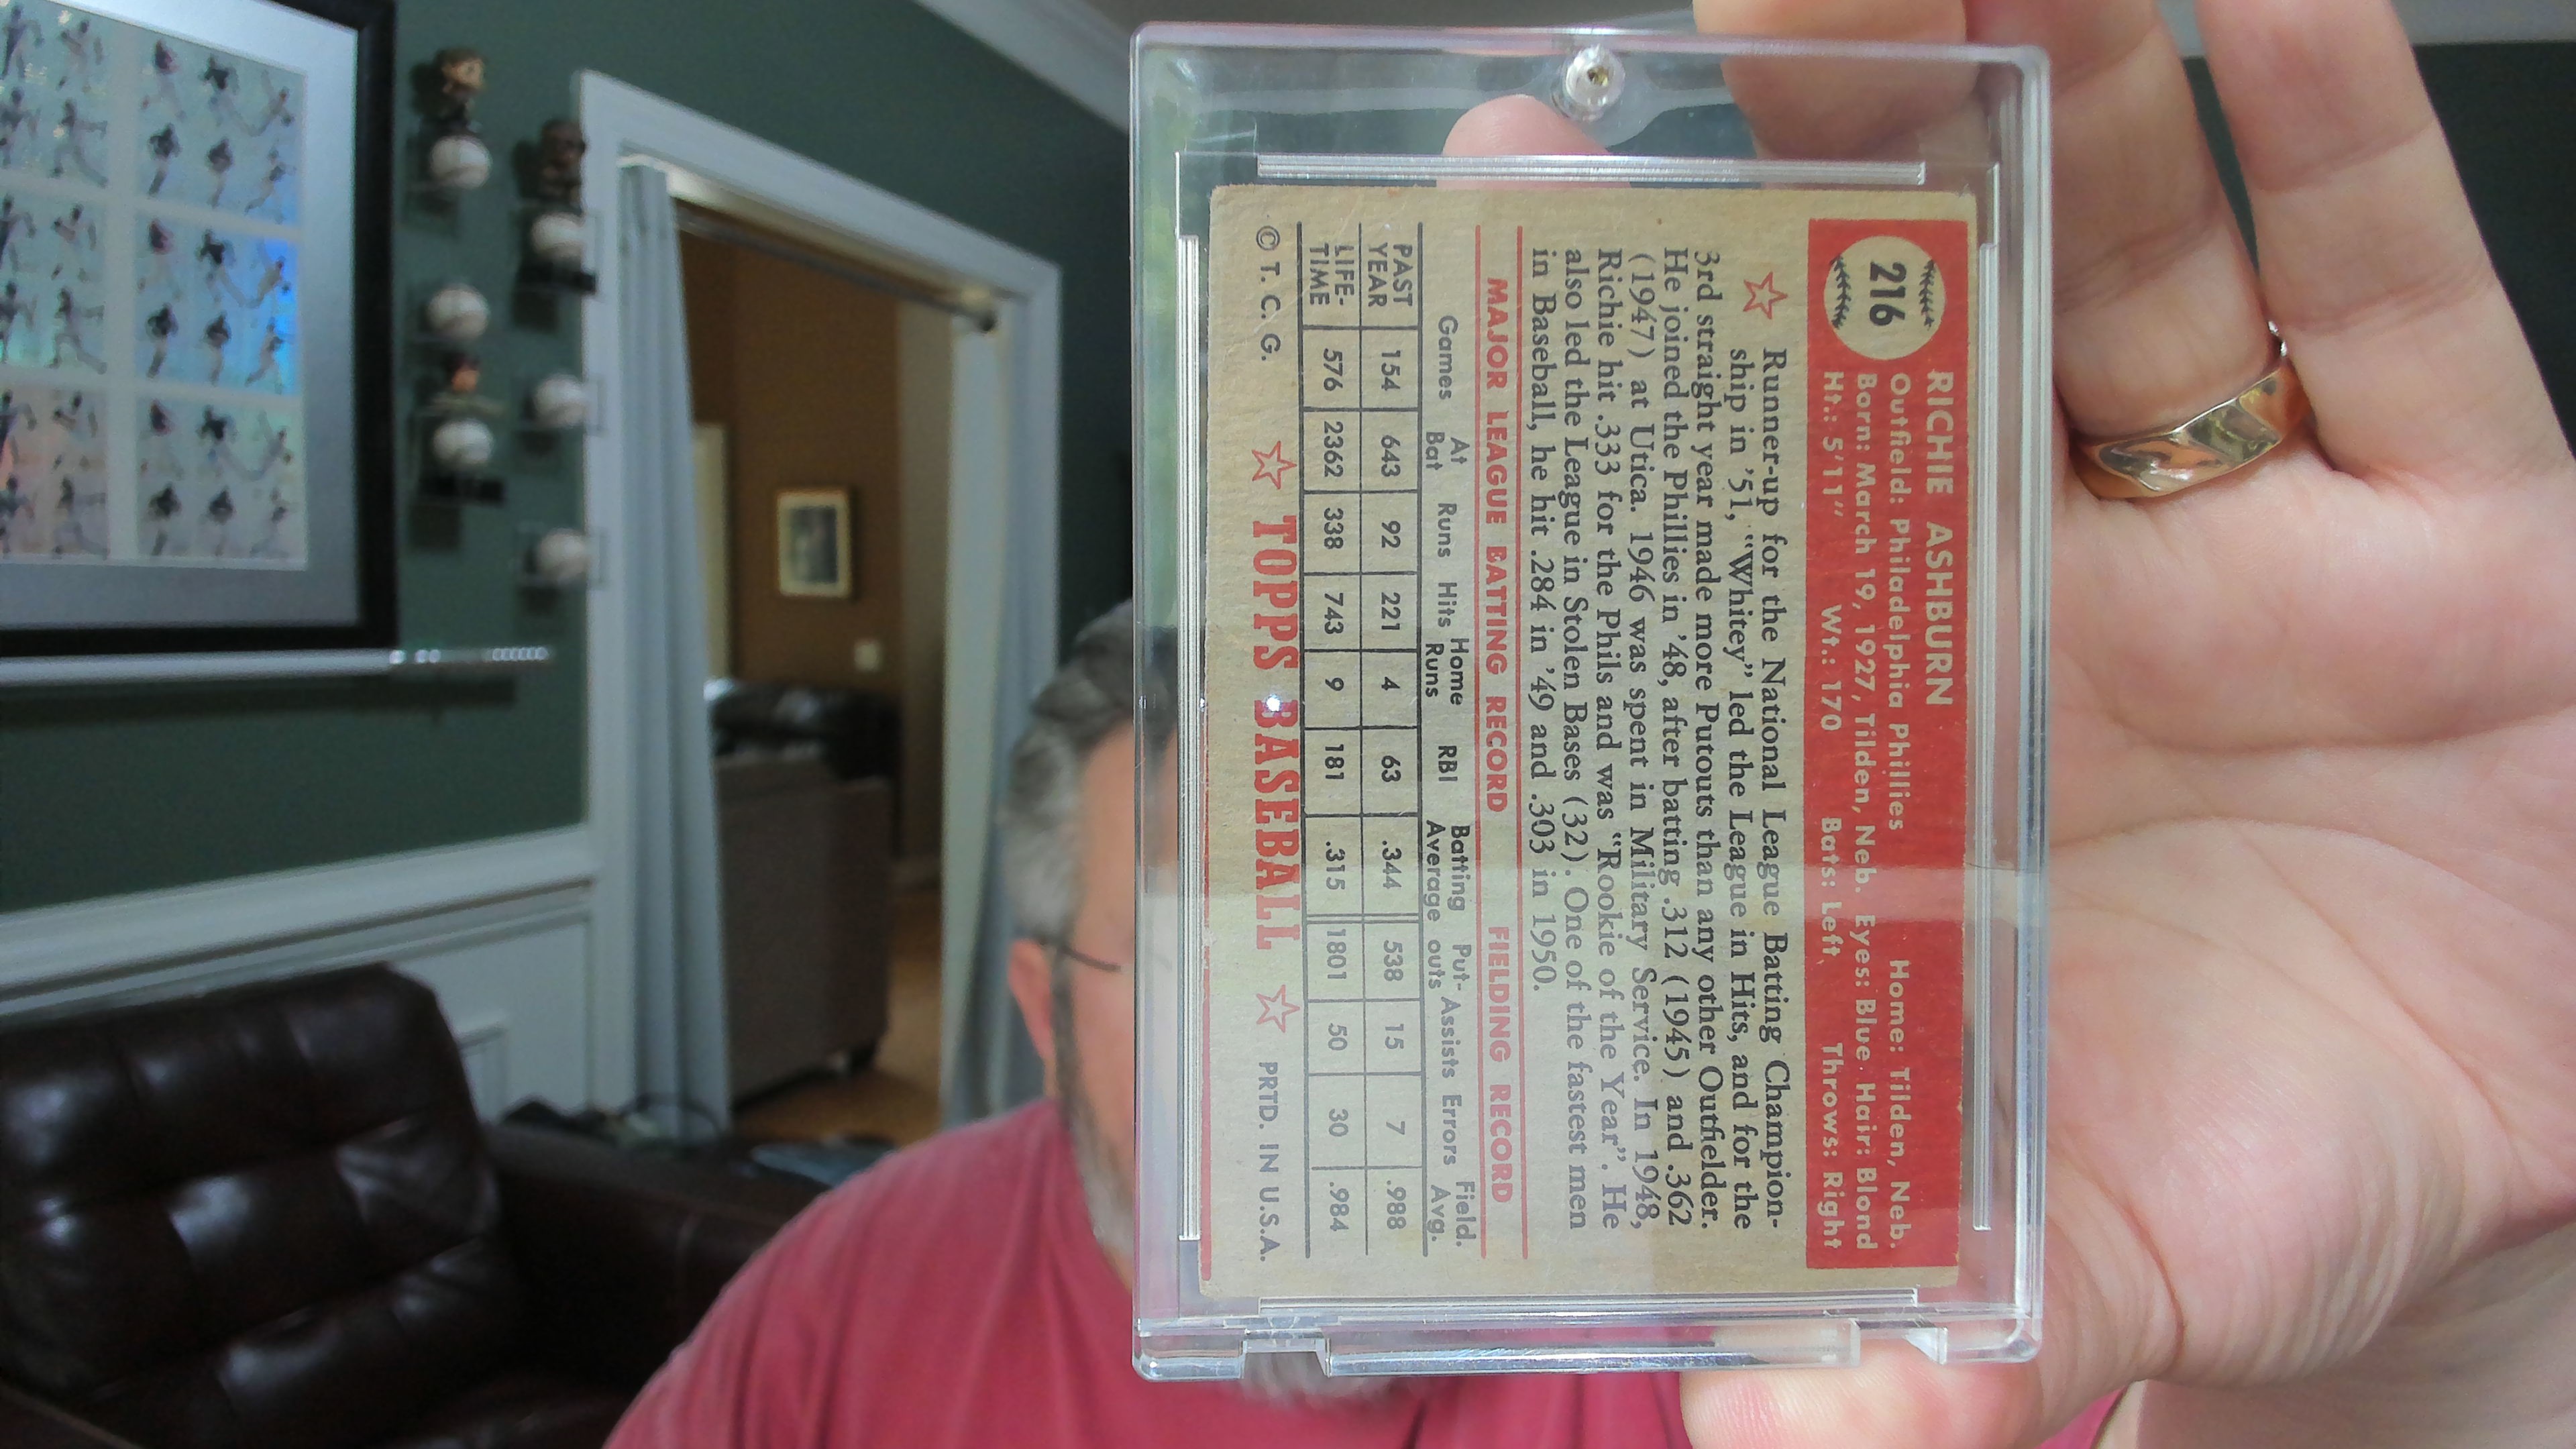 216
RICHIE ASHBURN
Outfield: Philadelphia Phillies Home: Tilden, Neb.
Born: March 19, 1927, Tilden, Neb. Eyes: Blue Hair: Blond
Ht.: 5'11" Wt.: 170 Bats: Left Throws: Right
☆ Runner-up for the National League Batting Champion-
ship in '51, "Whitey" led the League in Hits, and for the
3rd straight year made more Putouts than any other Outfielder.
He joined the Phillies in '48, after batting .312 (1945) and .362
(1947) at Utica. 1946 was spent in Military Service. In 1948,
Richie hit .333 for the Phils and was "Rookie of the Year". He
also led the League in Stolen Bases (32). One of the fastest men
in Baseball, he hit .284 in '49 and .303 in 1950.
MAJOR LEAGUE BATTING RECORD FIELDING RECORD
Games At Bat Runs Hits Home Runs RBI Batting Average Put-outs Assists Errors Field. Avg.
PAST YEAR 154 643 92 221 4 63 .344 538 15 7 .988
LIFE-TIME 576 2362 338 743 9 181 .315 1801 50 30 .984
© T. C. G. ☆ TOPPS BASEBALL ☆ PRTD. IN U.S.A.